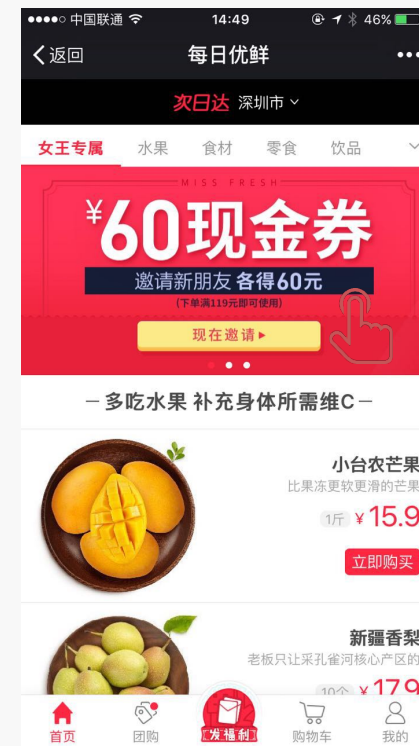 中国联通 14:49 46%
返回 每日优鲜
次日达 深圳市
女王专属 水果 食材 零食 饮品
MISS FRESH
¥60现金券
邀请新朋友 各得60元
(下单满119元即可使用)
现在邀请
－多吃水果 补充身体所需维C－
小台农芒果
比果冻更软更滑的芒果
1斤 ¥15.9
立即购买
新疆香梨
老板只让采孔雀河核心产区的
10个 ¥17.9
首页 团购 发福利 购物车 我的